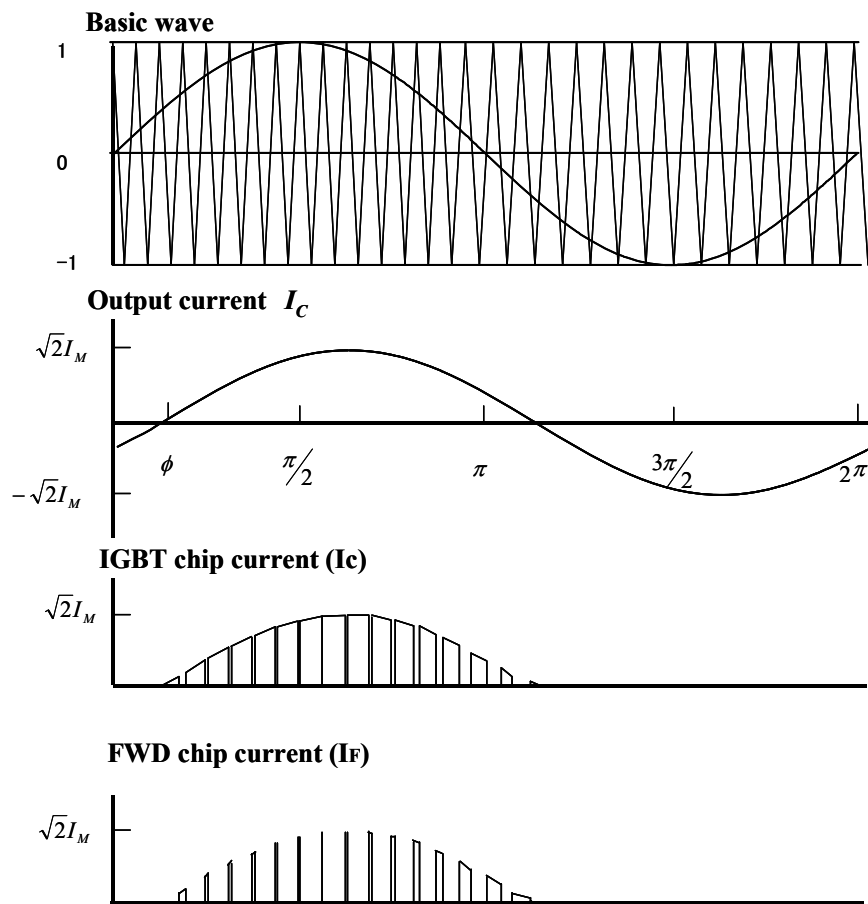 Basic wave
1
0
−1
Output current I_C
√2I_M
ϕ
π/2
π
3π/2
2π
−√2I_M
IGBT chip current (Ic)
√2I_M
FWD chip current (IF)
√2I_M